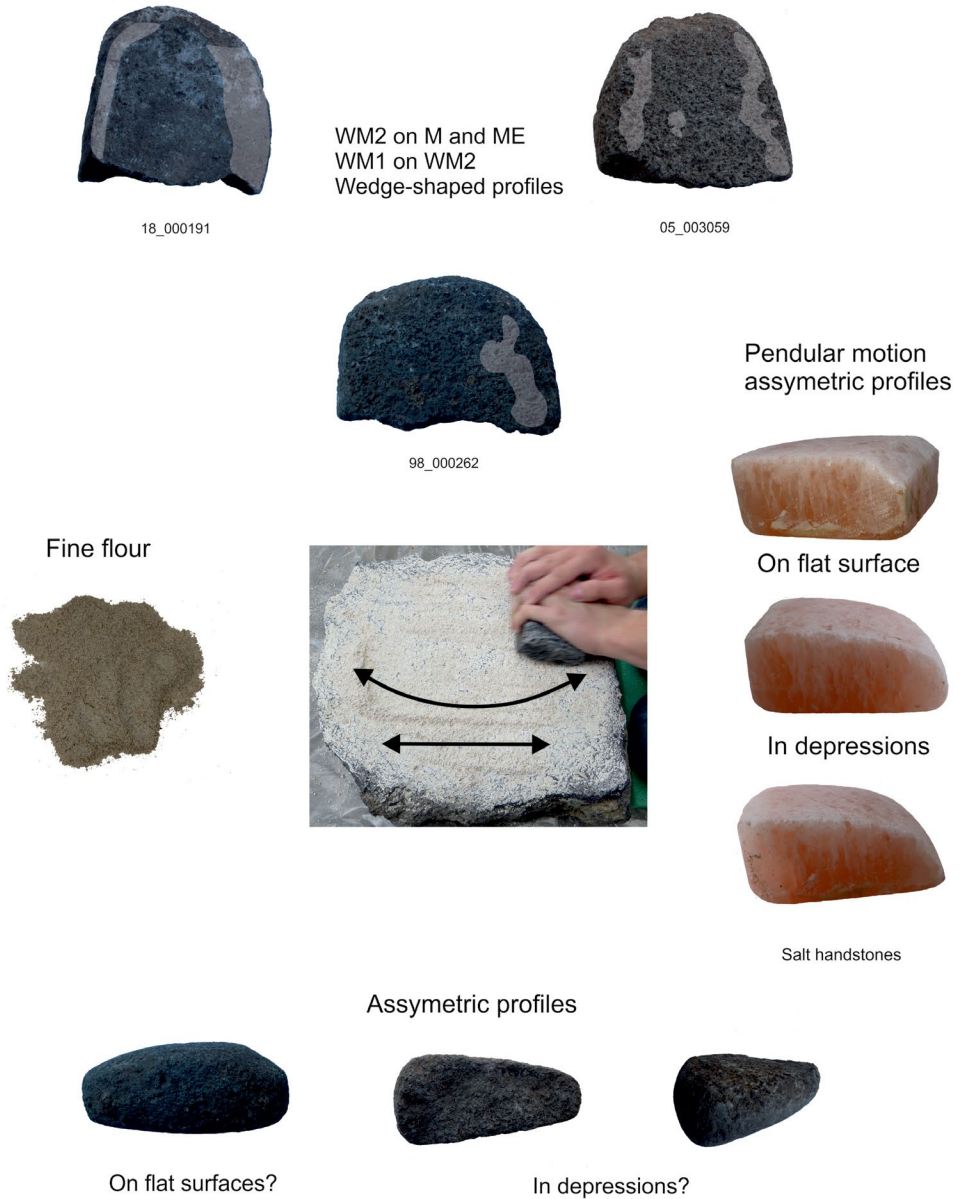 WM2 on M and ME
WM1 on WM2
Wedge-shaped profiles
18_000191
05_003059
98_000262
Pendular motion
assymetric profiles
Fine flour
On flat surface
In depressions
Salt handstones
Assymetric profiles
On flat surfaces?
In depressions?